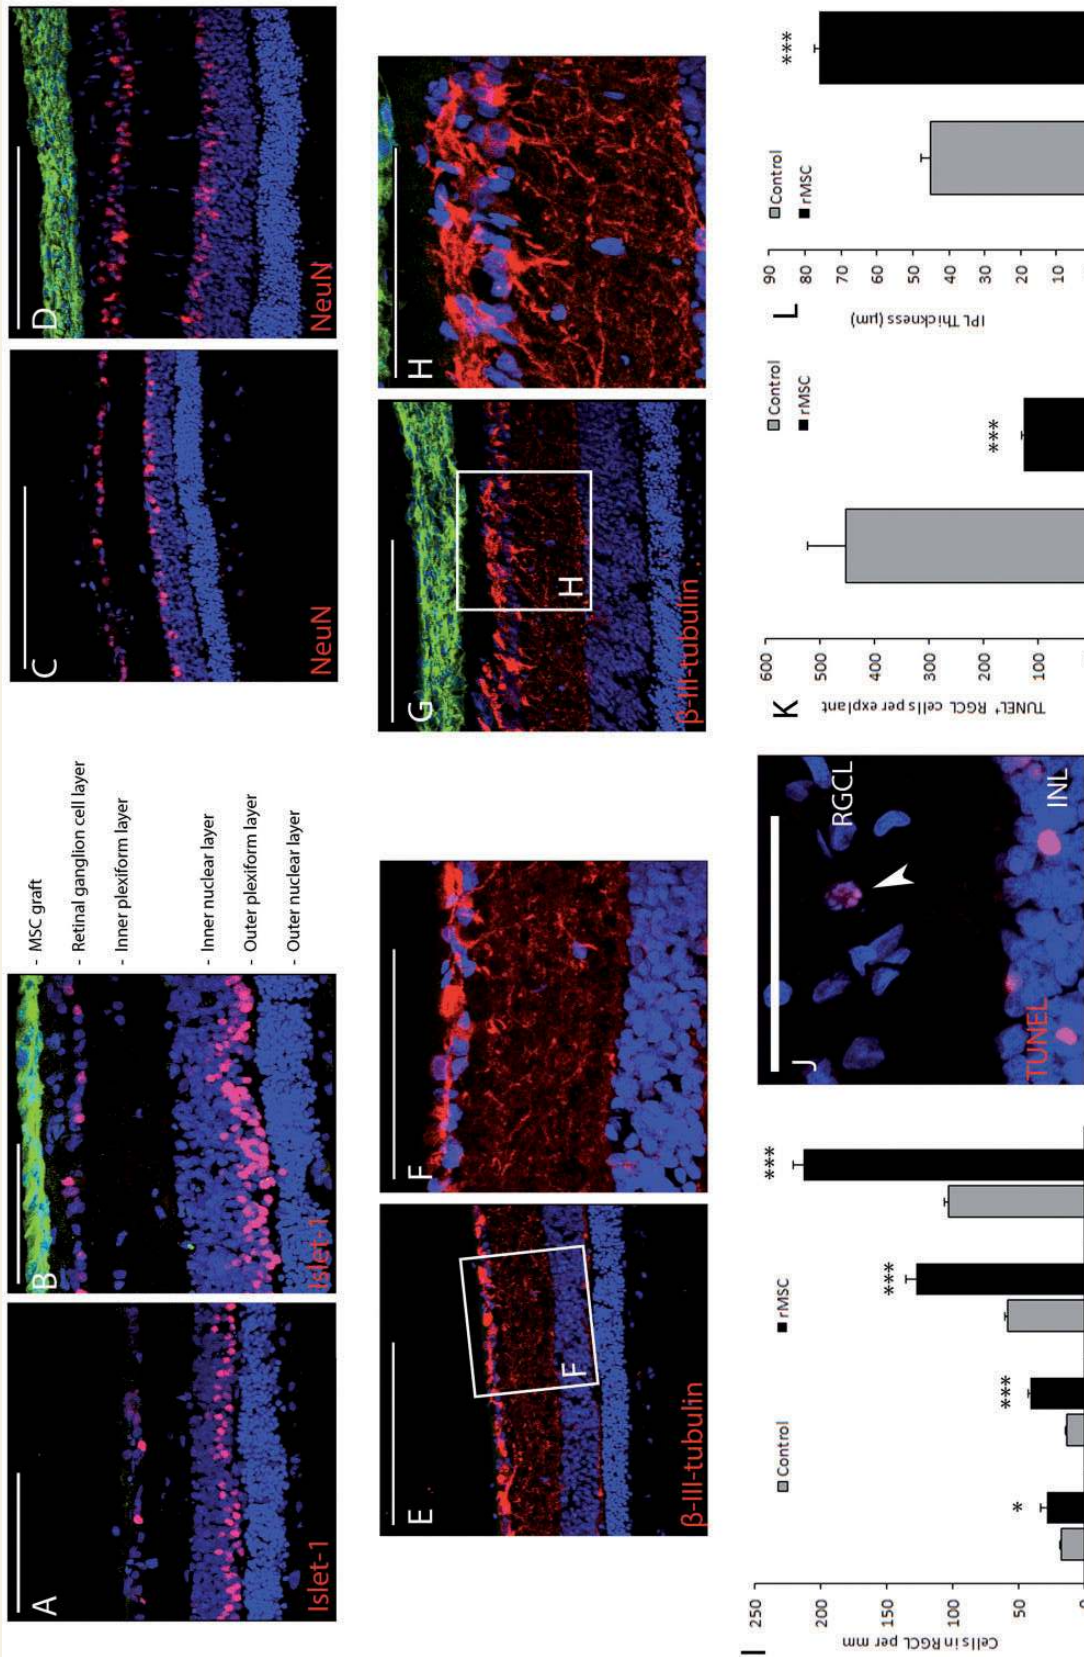 A
Islet-1
B
Islet-1
- MSC graft
- Retinal ganglion cell layer
- Inner plexiform layer
- Inner nuclear layer
- Outer plexiform layer
- Outer nuclear layer
C
NeuN
D
NeuN
E
F
β-III-tubulin
F
G
H
β-III-tubulin
H
I
Cells in RGCL per mm
250
200
150
100
50
Control
rMSC
*
***
***
***
J
RGCL
TUNEL
INL
K
TUNEL⁺ RGCL cells per explant
600
500
400
300
200
100
Control
rMSC
***
L
IPL Thickness (µm)
90
80
70
60
50
40
30
20
10
Control
rMSC
***